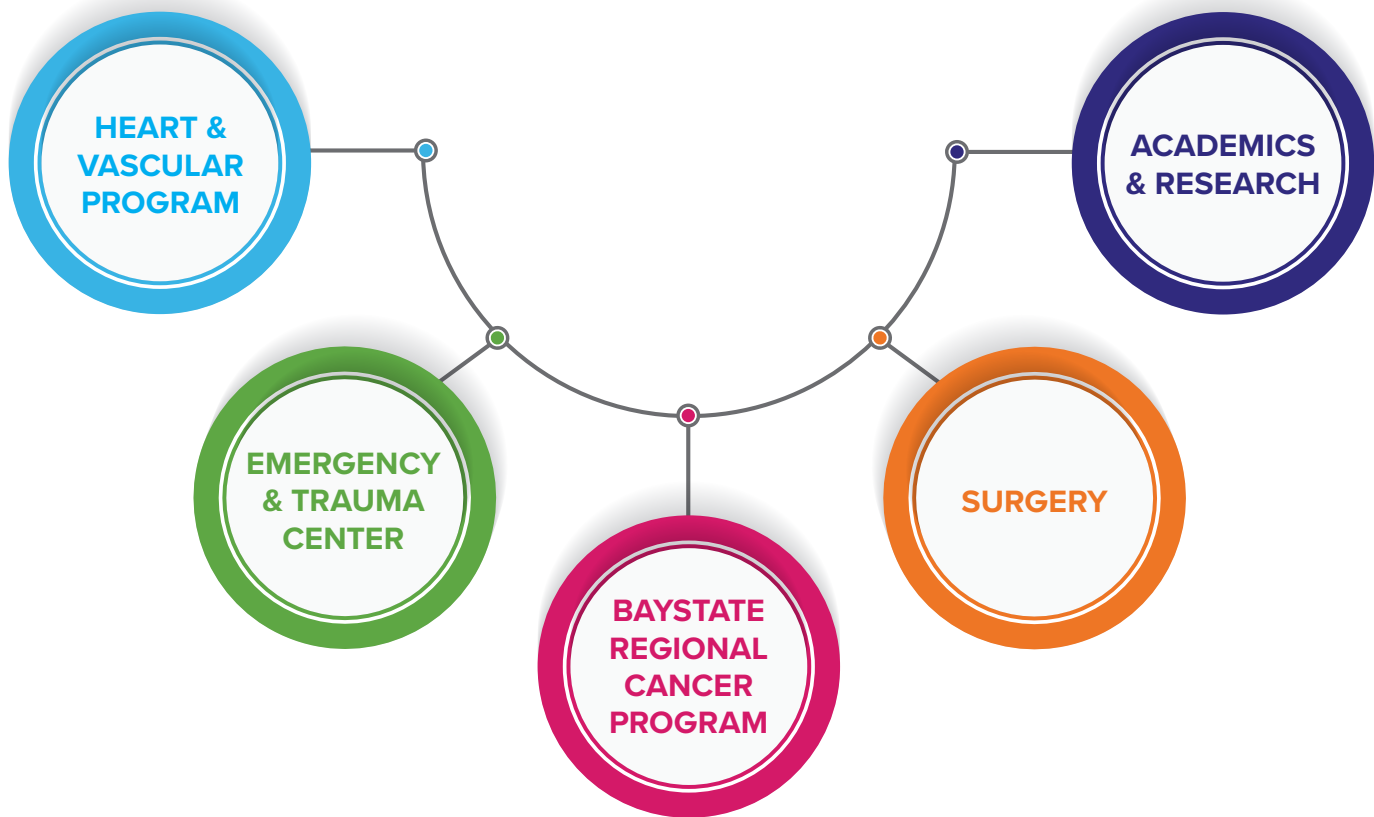 HEART &
VASCULAR
PROGRAM
EMERGENCY
& TRAUMA
CENTER
BAYSTATE
REGIONAL
CANCER
PROGRAM
SURGERY
ACADEMICS
& RESEARCH